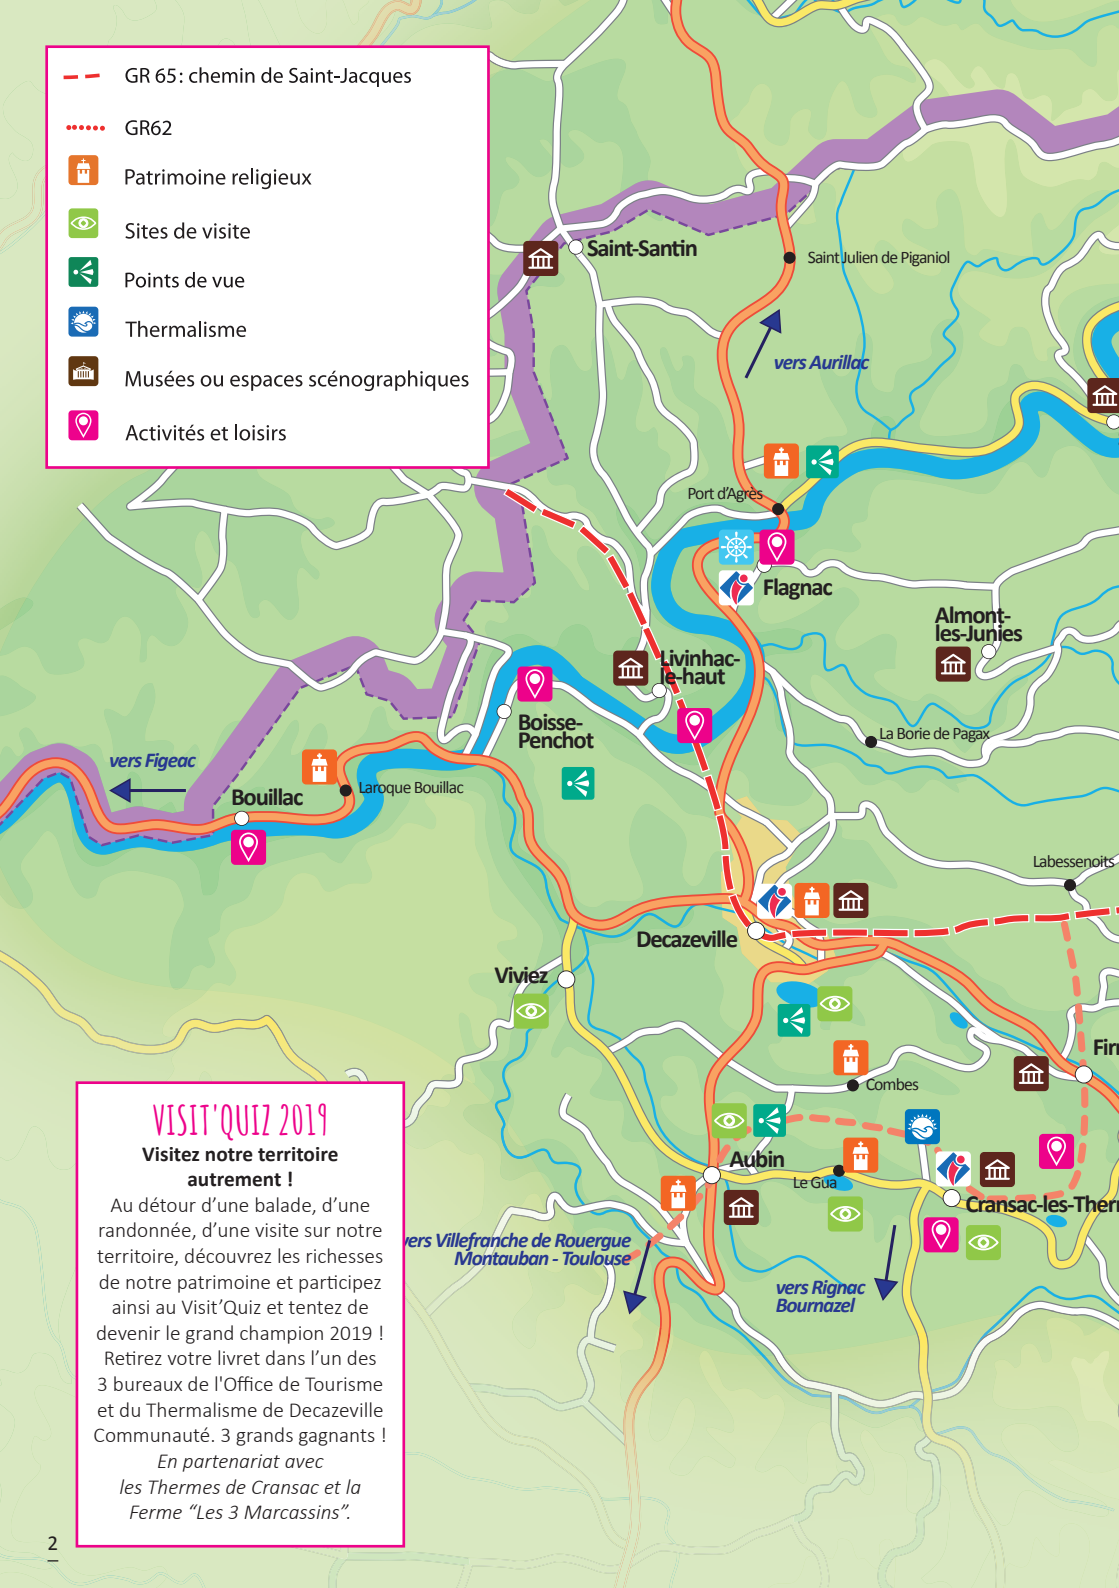 GR 65 : chemin de Saint-Jacques
GR62
Patrimoine religieux
Sites de visite
Points de vue
Thermalisme
Musées ou espaces scénographiques
Activités et loisirs
Saint-Santin
Saint Julien de Piganiol
vers Aurillac
Port d'Agrès
Flagnac
Almont-
les-Junies
Livinhac-
le-haut
Boisse-
Penchot
La Borie de Pagax
vers Figeac
Laroque Bouillac
Bouillac
Labessenoits
Decazeville
Viviez
Firm
Combes
Aubin
Le Gua
Cransac-les-Therm
vers Villefranche de Rouergue
Montauban - Toulouse
vers Rignac
Bournazel
VISIT'QUIZ 2019
Visitez notre territoire
autrement !
Au détour d’une balade, d’une
randonnée, d’une visite sur notre
territoire, découvrez les richesses
de notre patrimoine et participez
ainsi au Visit’Quiz et tentez de
devenir le grand champion 2019 !
Retirez votre livret dans l’un des
3 bureaux de l'Office de Tourisme
et du Thermalisme de Decazeville
Communauté. 3 grands gagnants !
En partenariat avec
les Thermes de Cransac et la
Ferme “Les 3 Marcassins”.
2